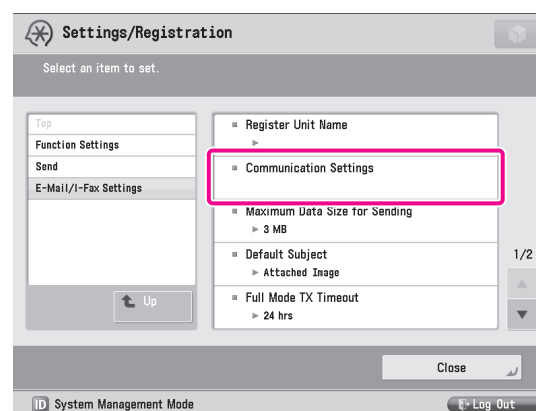 Settings/Registration
Select an item to set.
Top
Function Settings
Send
E-Mail/I-Fax Settings
Up
Register Unit Name
Communication Settings
Maximum Data Size for Sending
3 MB
Default Subject
Attached Image
Full Mode TX Timeout
24 hrs
1/2
Close
ID System Management Mode
Log Out